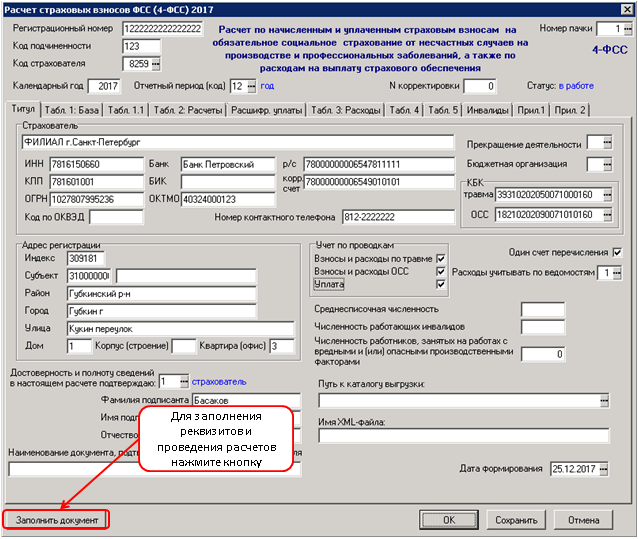 Расчет страховых взносов ФСС (4-ФСС) 2017
Регистрационный номер 1222222222222222
Код подчиненности 123
Код страхователя 8259
Расчет по начисленным и уплаченным страховым взносам на
обязательное социальное страхование от несчастных случаев на
производстве и профессиональных заболеваний, а также по
расходам на выплату страхового обеспечения
Номер пачки 1
4-ФСС
Календарный год 2017 Отчетный период (код) 12 год N корректировки 0 Статус: в работе
Титул Табл. 1: База Табл. 1.1 Табл. 2: Расчеты Расшифр. уплаты Табл. 3: Расходы Табл. 4 Табл. 5 Инвалиды Прил.1 Прил. 2
Страхователь
ФИЛИАЛ г.Санкт-Петербург
ИНН 7816150660 Банк Банк Петровский р/с 78000000006547811111
КПП 781601001 БИК корр. счет 78000000006549010101
ОГРН 1027807995236 ОКТМО 40324000123
Код по ОКВЭД Номер контактного телефона 812-2222222
Прекращение деятельности
Бюджетная организация
КБК
травма 39310202050071000160
ОСС 18210202090071010160
Адрес регистрации
Индекс 309181
Субъект 31000000
Район Губкинский р-н
Город Губкин г
Улица Кукин переулок
Дом 1 Корпус (строение) Квартира (офис) 3
Учет по проводкам
Взносы и расходы по травме
Взносы и расходы ОСС
Уплата
Один счет перечисления
Расходы учитывать по ведомостям 1
Среднесписочная численность
Численность работающих инвалидов
Численность работников, занятых на работах с
вредными и (или) опасными производственными
факторами 0
Достоверность и полноту сведений
в настоящем расчете подтверждаю: 1 страхователь
Фамилия подписанта Басаков
Имя под
Отчество
Наименование документа, подт
Для заполнения
реквизитов и
проведения расчетов
нажмите кнопку
Путь к каталогу выгрузки:
Имя XML-файла:
Дата формирования 25.12.2017
Заполнить документ OK Сохранить Отмена